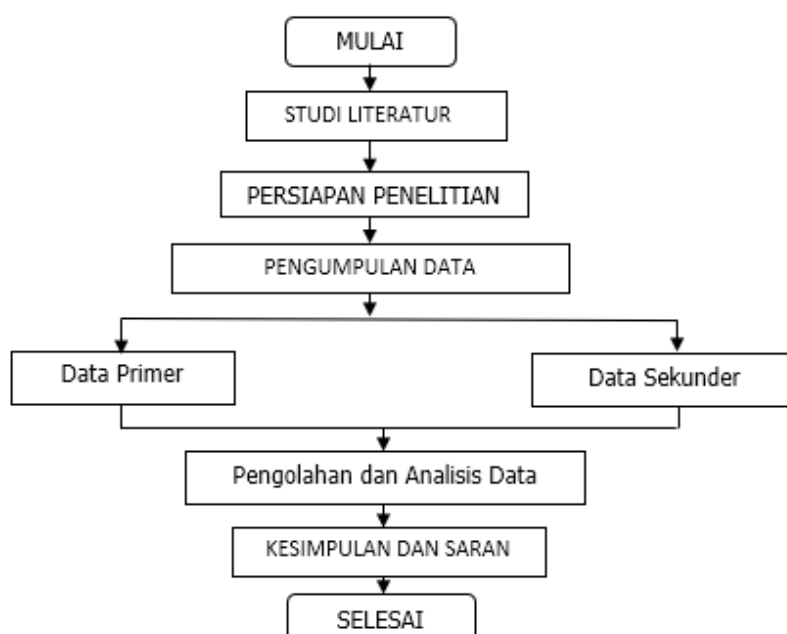 MULAI
STUDI LITERATUR
PERSIAPAN PENELITIAN
PENGUMPULAN DATA
Data Primer
Data Sekunder
Pengolahan dan Analisis Data
KESIMPULAN DAN SARAN
SELESAI